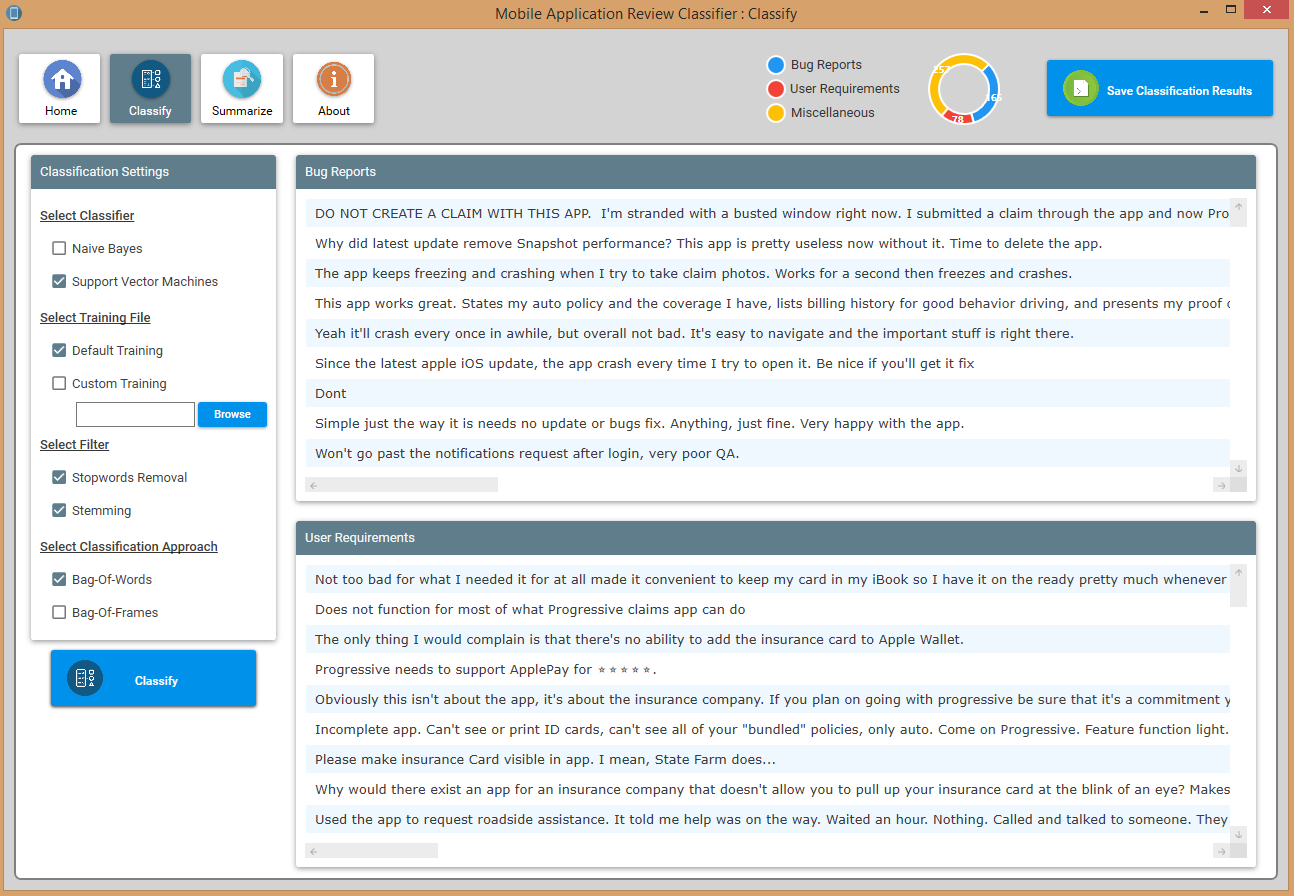 Mobile Application Review Classifier : Classify
Home
Classify
Summarize
About
Bug Reports
User Requirements
Miscellaneous
257
165
78
Save Classification Results
Classification Settings
Select Classifier
Naive Bayes
Support Vector Machines
Select Training File
Default Training
Custom Training
Browse
Select Filter
Stopwords Removal
Stemming
Select Classification Approach
Bag-Of-Words
Bag-Of-Frames
Classify
Bug Reports
DO NOT CREATE A CLAIM WITH THIS APP.  I'm stranded with a busted window right now. I submitted a claim through the app and now Pro
Why did latest update remove Snapshot performance? This app is pretty useless now without it. Time to delete the app.
The app keeps freezing and crashing when I try to take claim photos. Works for a second then freezes and crashes.
This app works great. States my auto policy and the coverage I have, lists billing history for good behavior driving, and presents my proof
Yeah it'll crash every once in awhile, but overall not bad. It's easy to navigate and the important stuff is right there.
Since the latest apple iOS update, the app crash every time I try to open it. Be nice if you'll get it fix
Dont
Simple just the way it is needs no update or bugs fix. Anything, just fine. Very happy with the app.
Won't go past the notifications request after login, very poor QA.
User Requirements
Not too bad for what I needed it for at all made it convenient to keep my card in my iBook so I have it on the ready pretty much whenever
Does not function for most of what Progressive claims app can do
The only thing I would complain is that there's no ability to add the insurance card to Apple Wallet.
Progressive needs to support ApplePay for ⭐⭐⭐⭐⭐.
Obviously this isn't about the app, it's about the insurance company. If you plan on going with progressive be sure that it's a commitment y
Incomplete app. Can't see or print ID cards, can't see all of your "bundled" policies, only auto. Come on Progressive. Feature function light.
Please make insurance Card visible in app. I mean, State Farm does...
Why would there exist an app for an insurance company that doesn't allow you to pull up your insurance card at the blink of an eye? Makes
Used the app to request roadside assistance. It told me help was on the way. Waited an hour. Nothing. Called and talked to someone. They